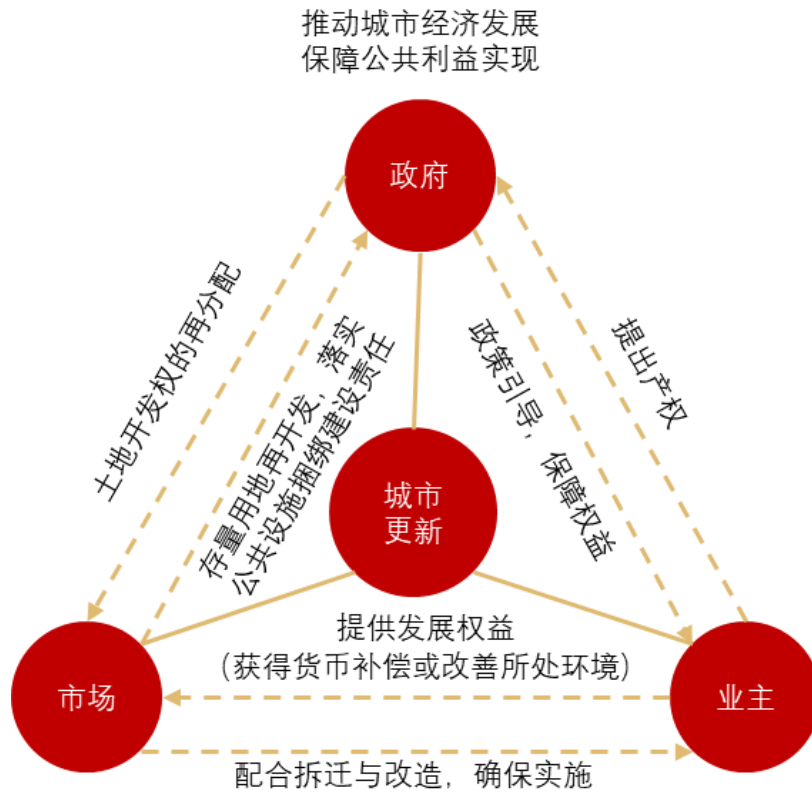 推动城市经济发展
保障公共利益实现
政府
土地开发权的再分配
存量用地再开发，落实
公共设施捆绑建设责任
政策引导，保障权益
提出产权
城市
更新
提供发展权益
（获得货币补偿或改善所处环境）
市场
业主
配合拆迁与改造，确保实施